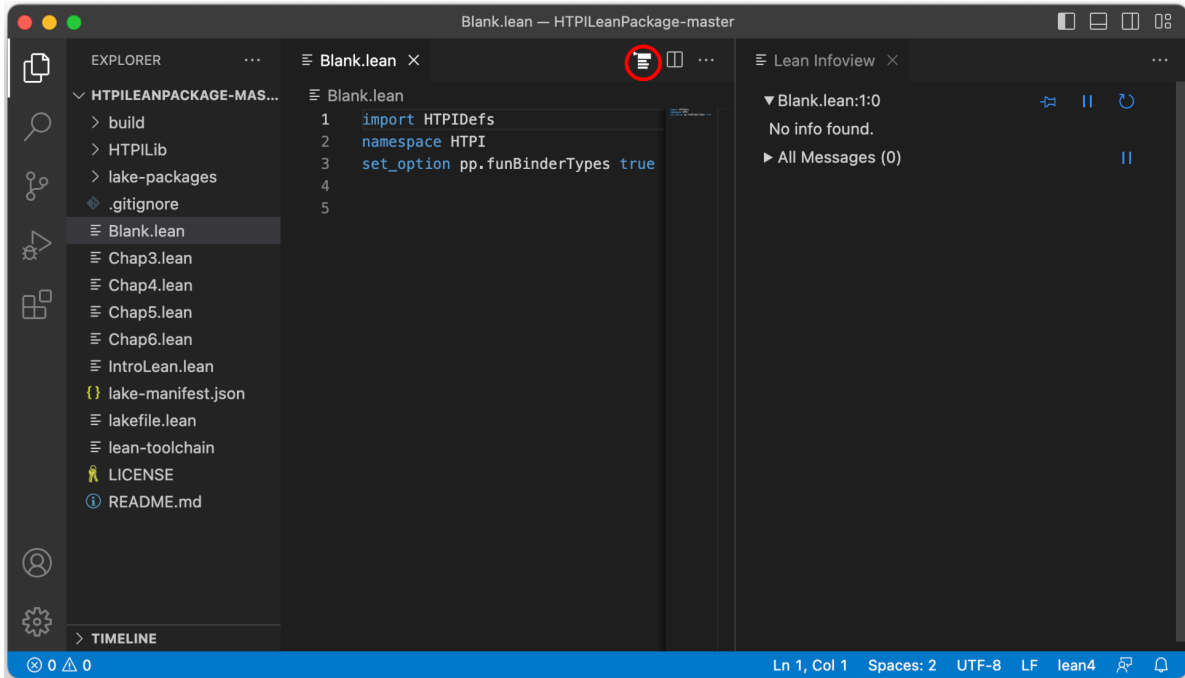 Blank.lean — HTPILeanPackage-master
EXPLORER ···
HTPILEANPACKAGE-MAS...
build
HTPILib
lake-packages
.gitignore
Blank.lean
Chap3.lean
Chap4.lean
Chap5.lean
Chap6.lean
IntroLean.lean
{} lake-manifest.json
lakefile.lean
lean-toolchain
LICENSE
README.md
TIMELINE
Blank.lean ×
···
Blank.lean
1 import HTPIDefs
2 namespace HTPI
3 set_option pp.funBinderTypes true
4
5
Lean Infoview ×
···
Blank.lean:1:0
No info found.
All Messages (0)
0 0
Ln 1, Col 1 Spaces: 2 UTF-8 LF lean4